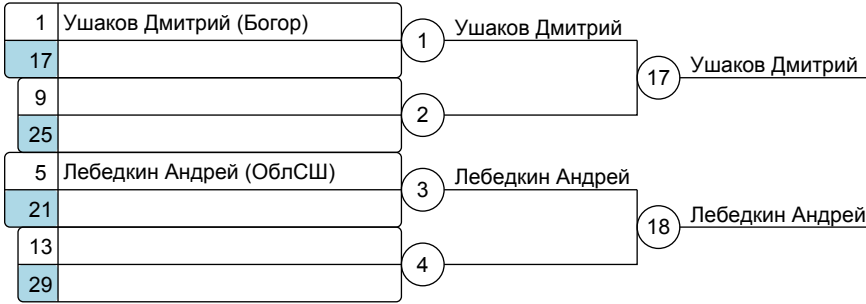 1 Ушаков Дмитрий (Богор)
17
1 Ушаков Дмитрий
17 Ушаков Дмитрий
9
25
2
5 Лебедкин Андрей (ОблСШ)
21
3 Лебедкин Андрей
18 Лебедкин Андрей
13
29
4